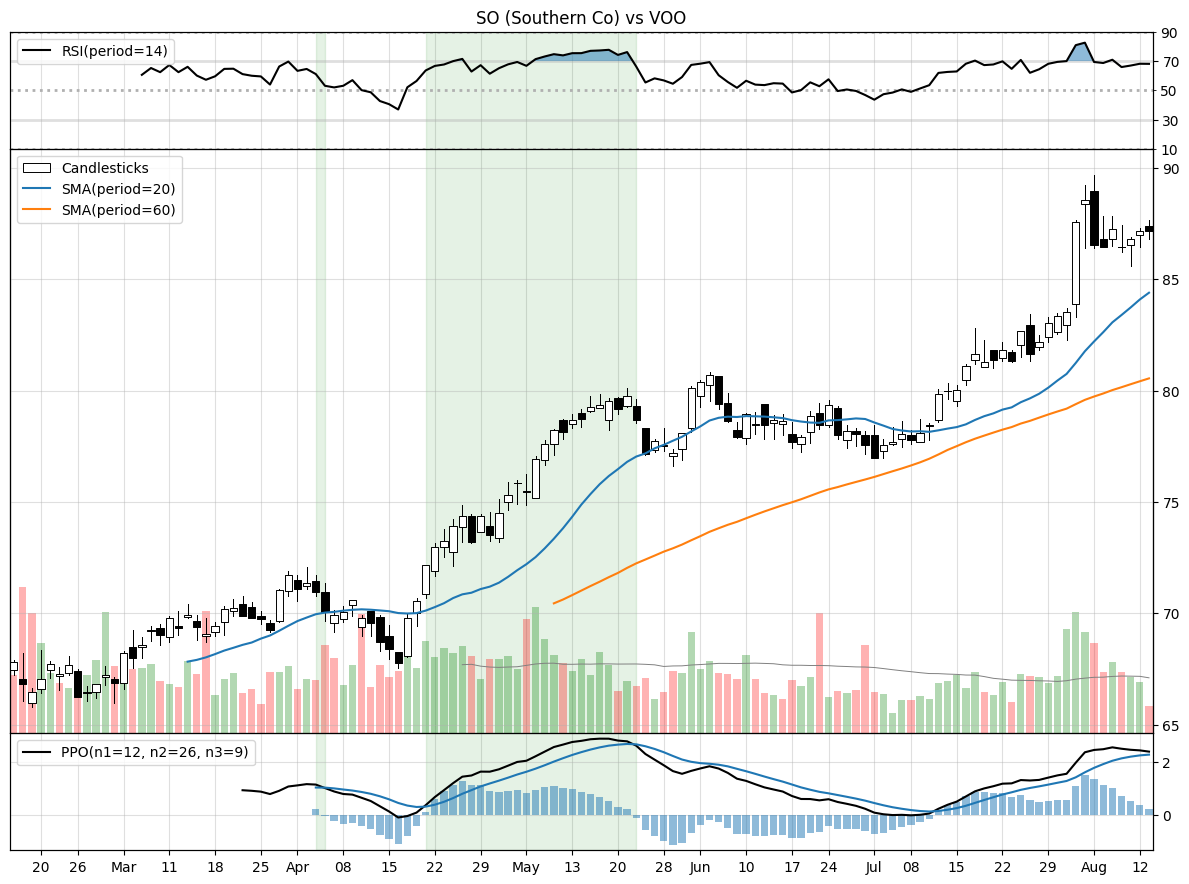 SO (Southern Co) vs VOO
RSI(period=14)
90
70
50
30
10
Candlesticks
SMA(period=20)
SMA(period=60)
90
85
80
75
70
65
PPO(n1=12, n2=26, n3=9)
2
0
20 26 Mar 11 18 25 Apr 08 15 22 29 May 13 20 28 Jun 10 17 24 Jul 08 15 22 29 Aug 12